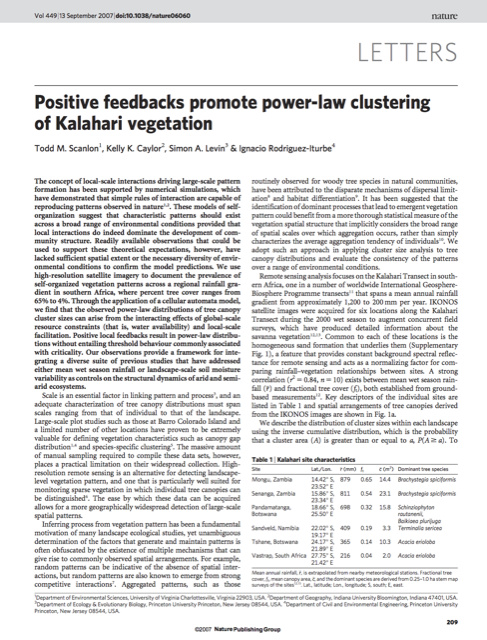 Vol 449|13 September 2007|doi:10.1038/nature06060
nature
LETTERS
Positive feedbacks promote power-law clustering
of Kalahari vegetation
Todd M. Scanlon1, Kelly K. Caylor2, Simon A. Levin3 & Ignacio Rodriguez-Iturbe4
The concept of local-scale interactions driving large-scale pattern
formation has been supported by numerical simulations, which
have demonstrated that simple rules of interaction are capable of
reproducing patterns observed in nature. These models of self-
organization suggest that characteristic patterns should exist
across a broad range of environmental conditions provided that
local interactions do indeed dominate the development of com-
munity structure. Readily available observations that could be
used to support these theoretical expectations, however, have
lacked sufficient spatial extent or the necessary diversity of envir-
onmental conditions to confirm the model predictions. We use
high-resolution satellite imagery to document the prevalence of
self-organized vegetation patterns across a regional rainfall gra-
dient in southern Africa, where percent tree cover ranges from
65% to 4%. Through the application of a cellular automata model,
we find that the observed power-law distributions of tree canopy
cluster sizes can arise from the interacting effects of global-scale
resource constraints (that is, water availability) and local-scale
facilitation. Positive local feedbacks result in power-law distribu-
tions without entailing threshold behaviour commonly associated
with criticality. Our observations provide a framework for inte-
grating a diverse suite of previous studies that have addressed
either mean wet season rainfall or landscape-scale soil moisture
variability as controls on the structural dynamics of arid and semi-
arid ecosystems.
Scale is an essential factor in linking pattern and process, and an
adequate characterization of tree canopy distributions must span
scales ranging from that of individual to that of the landscape.
Large-scale plot studies such as those at Barro Colorado Island and
a limited number of other locations have proven to be extremely
valuable for defining vegetation characteristics such as canopy gap
distribution and species-specific clustering. The massive amount
of manual sampling required to compile these data sets, however,
places a practical limitation on their widespread collection. High-
resolution remote sensing is an alternative for detecting landscape-
level vegetation pattern, and one that is particularly well suited for
monitoring sparse vegetation in which individual tree canopies can
be distinguished. The ease by which these data can be acquired
allows for a more geographically widespread detection of large-scale
spatial patterns.
Inferring process from vegetation pattern has been a fundamental
motivation of many landscape ecological studies, yet unambiguous
determination of the factors that generate and maintain pattern is
often obfuscated by the existence of multiple mechanisms that can
give rise to commonly observed spatial arrangements. For example,
random patterns can be indicative of the absence of spatial inter-
actions, but random patterns are also known to emerge from strong
competitive interactions. Aggregated patterns, such as those
routinely observed for woody tree species in natural communities,
have been attributed to the disparate mechanisms of dispersal limit-
ation and habitat differentiation. It has been suggested that the
identification of dominant processes that lead to emergent vegetation
pattern could benefit from a more thorough statistical measure of the
vegetation spatial structure that implicitly considers the broad range
of spatial scales over which aggregation occurs, rather than simply
characterizes the average aggregation tendency of individuals. We
adopt such an approach in applying cluster size analysis to tree
canopy distributions and evaluate the consistency of the patterns
over a range of environmental conditions.
Remote sensing analysis focuses on the Kalahari Transect in south-
ern Africa, one in a number of worldwide International Geosphere-
Biosphere Programme transects that spans a mean annual rainfall
gradient from approximately 1,200 to 200 mm per year. IKONOS
satellite images were acquired for six locations along the Kalahari
Transect during the 2000 wet season to augment concurrent field
surveys, which have produced detailed information about the
savanna vegetation. Common to each of these locations is the
homogeneous sand formation that underlies them (Supplementary
Fig. 1), a feature that provides constant background spectral reflec-
tance for remote sensing and acts as a normalizing factor for com-
paring rainfall–vegetation relationships between sites. A strong
correlation (r2 = 0.84, n = 10) exists between mean wet season rain-
fall (r) and fractional tree cover (ft), both established from ground-
based measurements. Key descriptors of the individual sites are
listed in Table 1 and spatial arrangements of tree canopies derived
from the IKONOS images are shown in Fig. 1a.
We describe the distribution of cluster sizes within each landscape
using the inverse cumulative distribution, which is the probability
that a cluster area (A) is greater than or equal to a, P(A≥a). To
Table 1 | Kalahari site characteristics
Site Lat./Lon. r (mm) ft c (m2) Dominant tree species
Mongu, Zambia 14.42° S, 879 0.65 14.4 Brachystegia spiciformis
23.52° E
Senanga, Zambia 15.86° S, 811 0.54 23.1 Brachystegia spiciformis
23.34° E
Pandamatanga, 18.66° S, 698 0.32 15.8 Schinziophyton
Botswana 25.50° E rautanenii,
Baikiaea plurijuga
Sandveld, Namibia 22.02° S, 409 0.19 3.3 Terminalia sericea
19.17° E
Tshane, Botswana 24.17° S, 365 0.14 10.3 Acacia erioloba
21.89° E
Vastrap, South Africa 27.75° S, 216 0.04 2.0 Acacia erioloba
21.42° E
Mean annual rainfall, r, is extrapolated from nearby meteorological stations. Fractional tree
cover, ft, mean canopy area, c, and the dominant species are derived from 0.25–1.0 ha stem map
surveys of the sites. Lat., latitude; Lon., longitude; S, south; E, east.
1Department of Environmental Sciences, University of Virginia Charlottesville, Virginia 22903, USA. 2Department of Geography, Indiana University Bloomington, Indiana 47401, USA.
3Department of Ecology & Evolutionary Biology, Princeton University Princeton, New Jersey 08544, USA. 4Department of Civil and Environmental Engineering, Princeton University
Princeton, New Jersey 08544, USA.
209
©2007 Nature Publishing Group